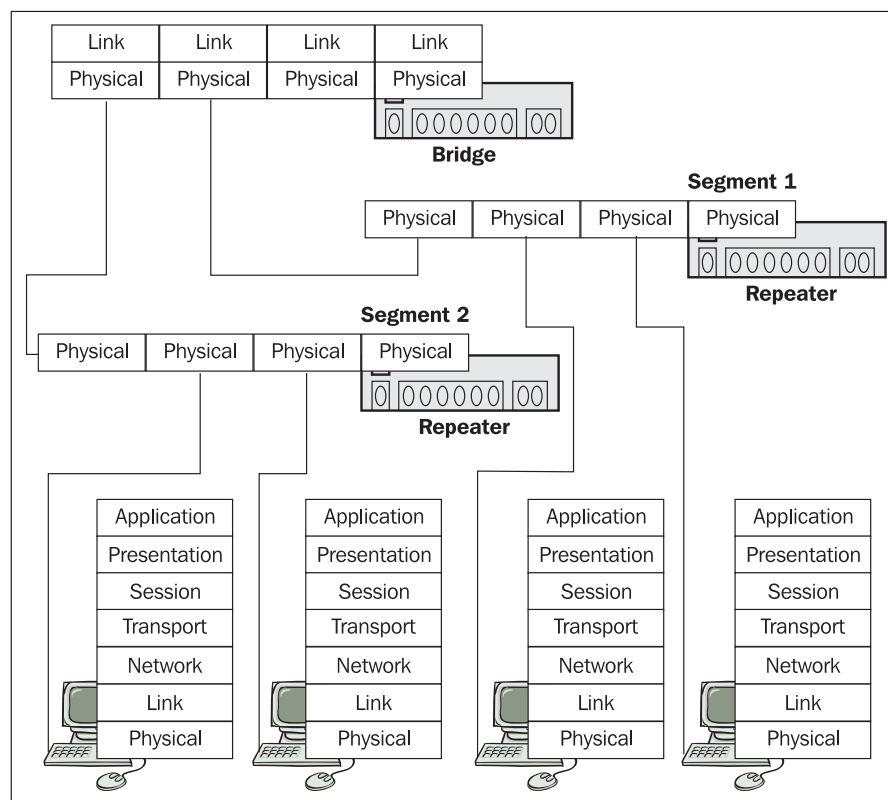 Link Link Link Link
Physical Physical Physical Physical
Bridge
Segment 1
Physical Physical Physical Physical
Repeater
Segment 2
Physical Physical Physical Physical
Repeater
Application Application Application Application
Presentation Presentation Presentation Presentation
Session Session Session Session
Transport Transport Transport Transport
Network Network Network Network
Link Link Link Link
Physical Physical Physical Physical